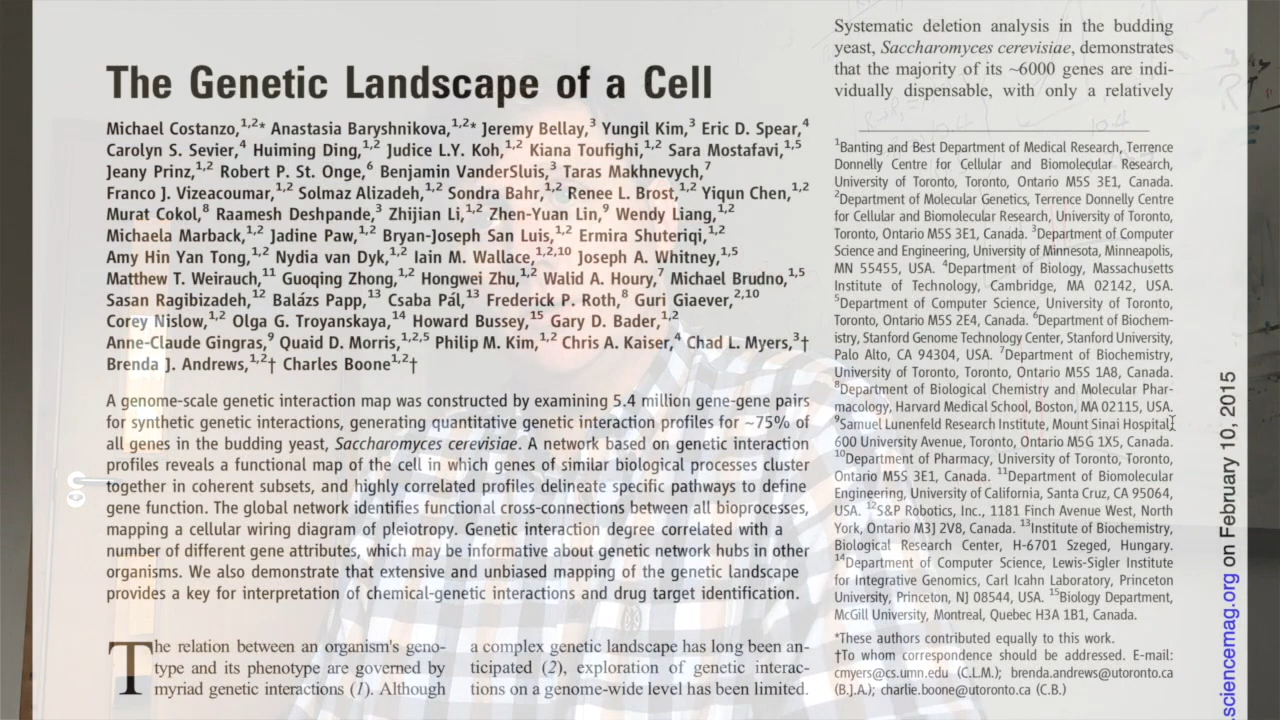 The Genetic Landscape of a Cell
Michael Costanzo,1,2* Anastasia Baryshnikova,1,2* Jeremy Bellay,3 Yungil Kim,3 Eric D. Spear,4
Carolyn S. Sevier,4 Huiming Ding,1,2 Judice L.Y. Koh,1,2 Kiana Toufighi,1,2 Sara Mostafavi,1,5
Jeany Prinz,1,2 Robert P. St. Onge,6 Benjamin VanderSluis,3 Taras Makhnevych,7
Franco J. Vizeacoumar,1,2 Solmaz Alizadeh,1,2 Sondra Bahr,1,2 Renee L. Brost,1,2 Yiqun Chen,1,2
Murat Cokol,8 Raamesh Deshpande,3 Zhijian Li,1,2 Zhen-Yuan Lin,9 Wendy Liang,1,2
Michaela Marback,1,2 Jadine Paw,1,2 Bryan-Joseph San Luis,1,2 Ermira Shuteriqi,1,2
Amy Hin Yan Tong,1,2 Nydia van Dyk,1,2 Iain M. Wallace,1,2,10 Joseph A. Whitney,1,5
Matthew T. Weirauch,11 Guoqing Zhong,1,2 Hongwei Zhu,1,2 Walid A. Houry,7 Michael Brudno,1,5
Sasan Ragibizadeh,12 Balázs Papp,13 Csaba Pál,13 Frederick P. Roth,8 Guri Giaever,2,10
Corey Nislow,1,2 Olga G. Troyanskaya,14 Howard Bussey,15 Gary D. Bader,1,2
Anne-Claude Gingras,9 Quaid D. Morris,1,2,5 Philip M. Kim,1,2 Chris A. Kaiser,4 Chad L. Myers,3†
Brenda J. Andrews,1,2† Charles Boone1,2†
A genome-scale genetic interaction map was constructed by examining 5.4 million gene-gene pairs
for synthetic genetic interactions, generating quantitative genetic interaction profiles for ~75% of
all genes in the budding yeast, Saccharomyces cerevisiae. A network based on genetic interaction
profiles reveals a functional map of the cell in which genes of similar biological processes cluster
together in coherent subsets, and highly correlated profiles delineate specific pathways to define
gene function. The global network identifies functional cross-connections between all bioprocesses,
mapping a cellular wiring diagram of pleiotropy. Genetic interaction degree correlated with a
number of different gene attributes, which may be informative about genetic network hubs in other
organisms. We also demonstrate that extensive and unbiased mapping of the genetic landscape
provides a key for interpretation of chemical-genetic interactions and drug target identification.
The relation between an organism's geno-
type and its phenotype are governed by
myriad genetic interactions (1). Although
a complex genetic landscape has long been an-
ticipated (2), exploration of genetic interac-
tions on a genome-wide level has been limited.
Systematic deletion analysis in the budding
yeast, Saccharomyces cerevisiae, demonstrates
that the majority of its ~6000 genes are indi-
vidually dispensable, with only a relatively
1Banting and Best Department of Medical Research, Terrence
Donnelly Centre for Cellular and Biomolecular Research,
University of Toronto, Toronto, Ontario M5S 3E1, Canada.
2Department of Molecular Genetics, Terrence Donnelly Centre
for Cellular and Biomolecular Research, University of Toronto,
Toronto, Ontario M5S 3E1, Canada. 3Department of Computer
Science and Engineering, University of Minnesota, Minneapolis,
MN 55455, USA. 4Department of Biology, Massachusetts
Institute of Technology, Cambridge, MA 02142, USA.
5Department of Computer Science, University of Toronto,
Toronto, Ontario M5S 2E4, Canada. 6Department of Biochem-
istry, Stanford Genome Technology Center, Stanford University,
Palo Alto, CA 94304, USA. 7Department of Biochemistry,
University of Toronto, Toronto, Ontario M5S 1A8, Canada.
8Department of Biological Chemistry and Molecular Phar-
macology, Harvard Medical School, Boston, MA 02115, USA.
9Samuel Lunenfeld Research Institute, Mount Sinai Hospital,
600 University Avenue, Toronto, Ontario M5G 1X5, Canada.
10Department of Pharmacy, University of Toronto, Toronto,
Ontario M5S 3E1, Canada. 11Department of Biomolecular
Engineering, University of California, Santa Cruz, CA 95064,
USA. 12S&P Robotics, Inc., 1181 Finch Avenue West, North
York, Ontario M3J 2V8, Canada. 13Institute of Biochemistry,
Biological Research Center, H-6701 Szeged, Hungary.
14Department of Computer Science, Lewis-Sigler Institute
for Integrative Genomics, Carl Icahn Laboratory, Princeton
University, Princeton, NJ 08544, USA. 15Biology Department,
McGill University, Montreal, Quebec H3A 1B1, Canada.
*These authors contributed equally to this work.
†To whom correspondence should be addressed. E-mail:
cmyers@cs.umn.edu (C.L.M.); brenda.andrews@utoronto.ca
(B.J.A.); charlie.boone@utoronto.ca (C.B.)
.sciencemag.org on February 10, 2015